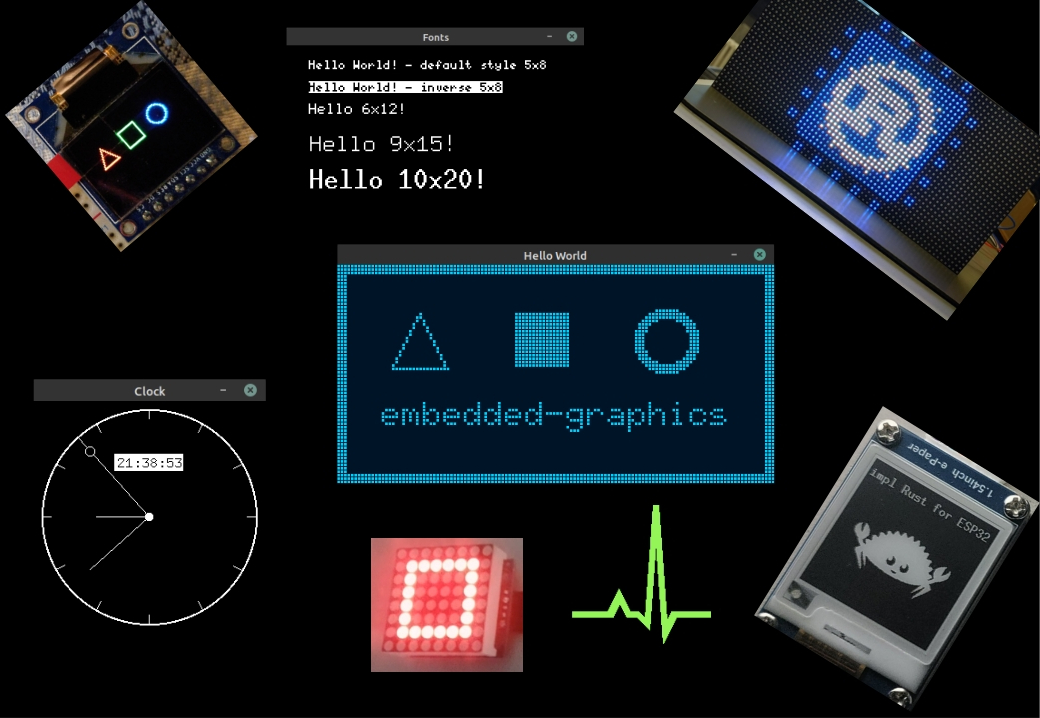 Fonts
Hello World! - default style 5x8
Hello World! - inverse 5x8
Hello 6x12!
Hello 9x15!
Hello 10x20!
Hello World
embedded-graphics
Clock
21:38:53
1.54inch e-Paper
impl Rust for ESP32